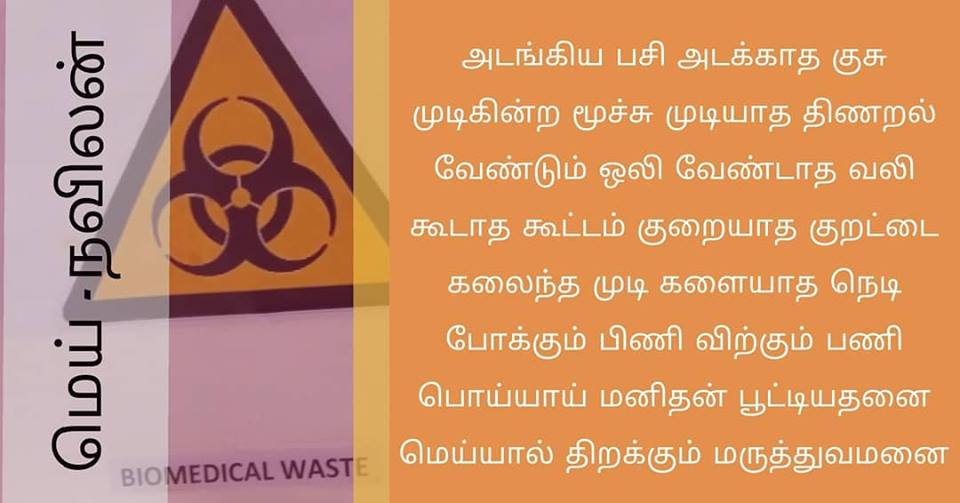 மெய் - நவிலன்
BIOMEDICAL WASTE
அடங்கிய பசி அடக்காத குசு
முடிகின்ற மூச்சு முடியாத திணறல்
வேண்டும் ஒலி வேண்டாத வலி
கூடாத கூட்டம் குறையாத குறட்டை
கலைந்த முடி களையாத நெடி
போக்கும் பிணி விற்கும் பணி
பொய்யாய் மனிதன் பூட்டியதனை
மெய்யால் திறக்கும் மருத்துவமனை